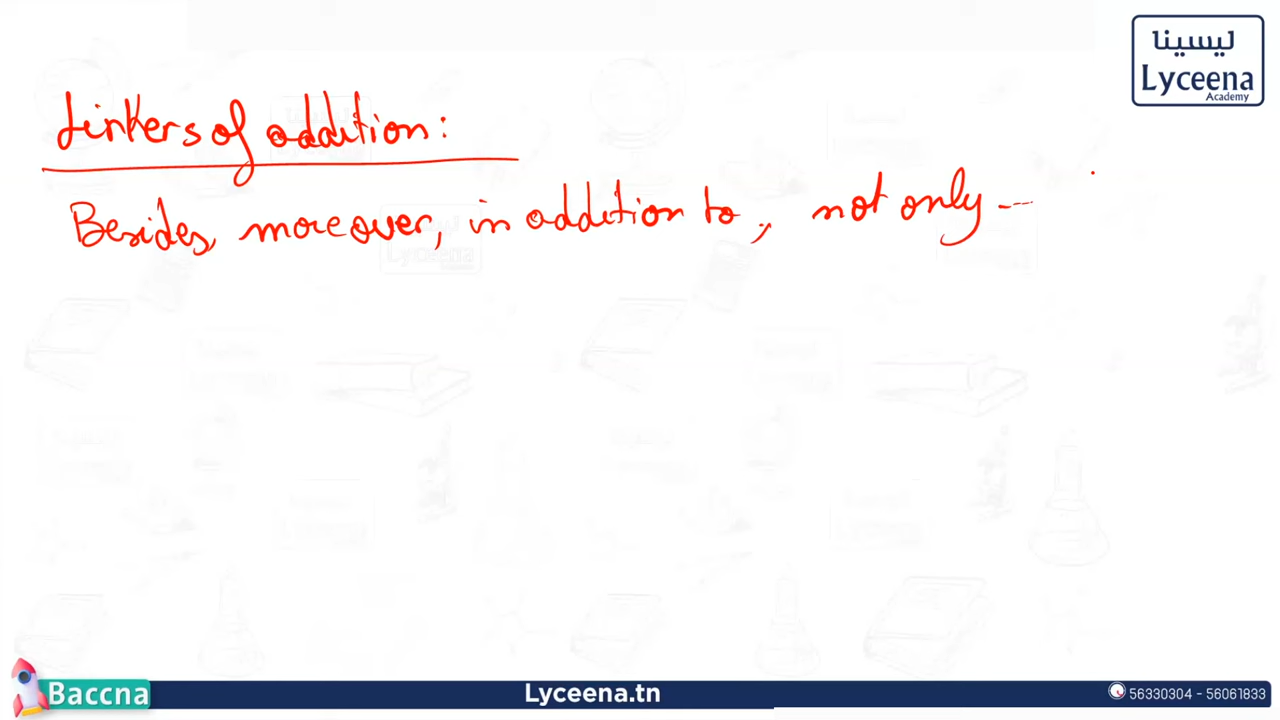 ليسينا
Lyceena
Academy
Linkers of addition:
Besides, moreover, in addition to, not only ---
Baccna
Lyceena.tn
56330304 - 56061833